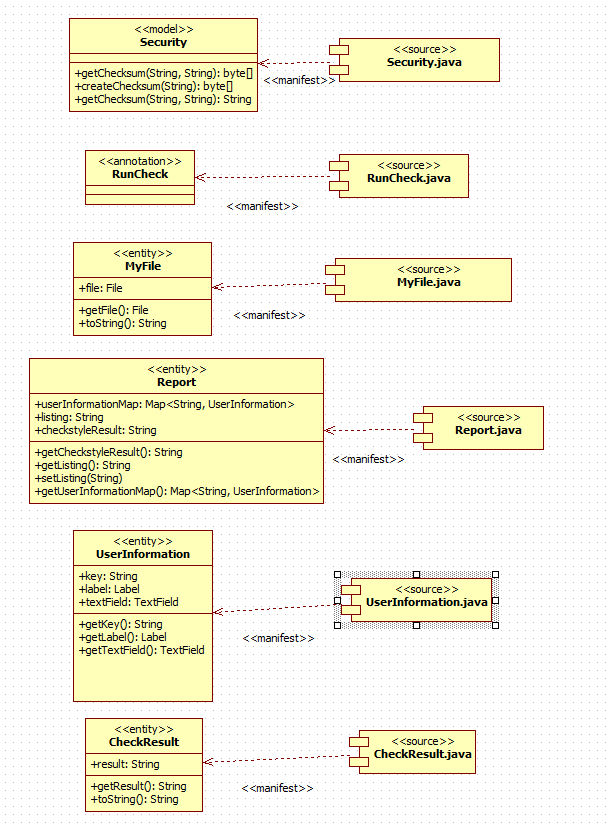 <<model>>
Security
+getChecksum(String, String): byte[]
+createChecksum(String): byte[]
+getChecksum(String, String): String
<<manifest>>
<<source>>
Security.java
<<annotation>>
RunCheck
<<manifest>>
<<source>>
RunCheck.java
<<entity>>
MyFile
+file: File
+getFile(): File
+toString(): String
<<manifest>>
<<source>>
MyFile.java
<<entity>>
Report
+userInformationMap: Map<String, UserInformation>
+listing: String
+checkstyleResult: String
+getCheckstyleResult(): String
+getListing(): String
+setListing(String)
+getUserInformationMap(): Map<String, UserInformation>
<<manifest>>
<<source>>
Report.java
<<entity>>
UserInformation
+key: String
+label: Label
+textField: TextField
+getKey(): String
+getLabel(): Label
+getTextField(): TextField
<<manifest>>
<<source>>
UserInformation.java
<<entity>>
CheckResult
+result: String
+getResult(): String
+toString(): String
<<manifest>>
<<source>>
CheckResult.java